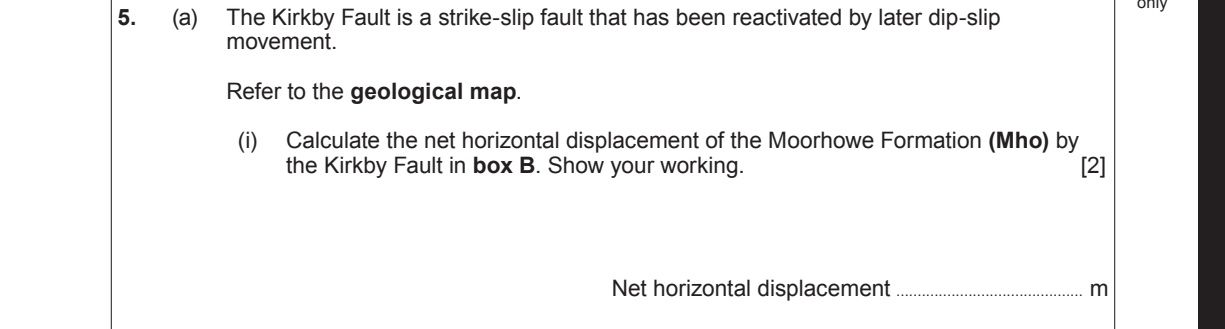 only
5. (a) The Kirkby Fault is a strike-slip fault that has been reactivated by later dip-slip
movement.
Refer to the geological map.
(i) Calculate the net horizontal displacement of the Moorhowe Formation (Mho) by
the Kirkby Fault in box B. Show your working. [2]
Net horizontal displacement ............................................ m